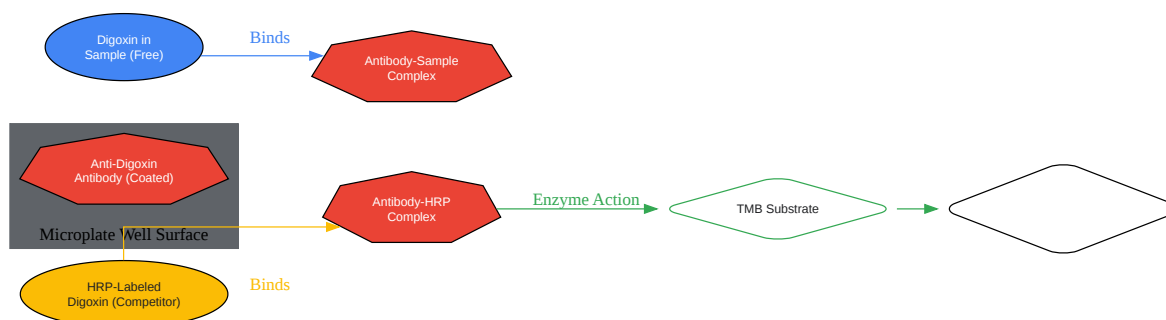 Digoxin in
Sample (Free)
Binds
Antibody-Sample
Complex
Anti-Digoxin
Antibody (Coated)
Microplate Well Surface
Antibody-HRP
Complex
Enzyme Action
TMB Substrate
HRP-Labeled
Digoxin (Competitor)
Binds